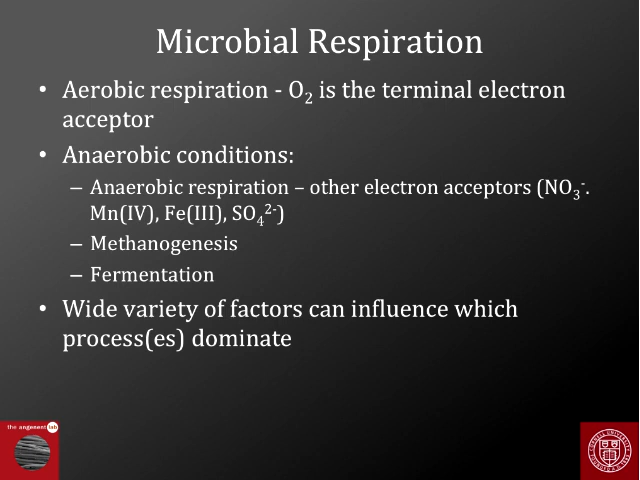 Microbial Respiration
• Aerobic respiration - O₂ is the terminal electron
acceptor
• Anaerobic conditions:
– Anaerobic respiration – other electron acceptors (NO₃⁻.
Mn(IV), Fe(III), SO₄²⁻)
– Methanogenesis
– Fermentation
• Wide variety of factors can influence which
process(es) dominate
the angenent lab